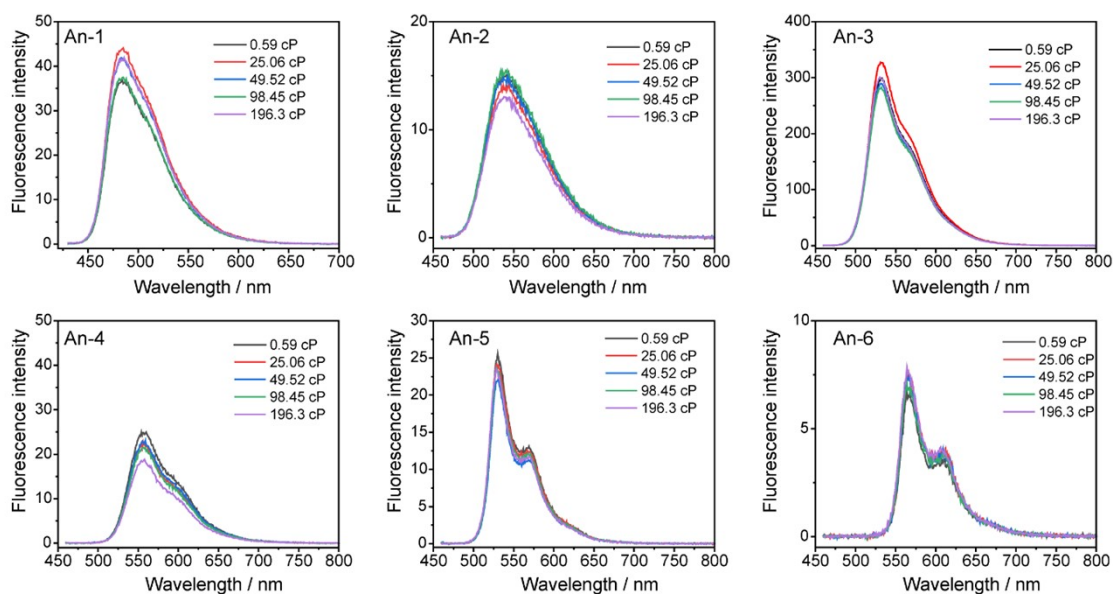 An-1
Fluorescence intensity
50
40
30
20
10
0
0.59 cP
25.06 cP
49.52 cP
98.45 cP
196.3 cP
450 500 550 600 650 700
Wavelength / nm
An-2
Fluorescence intensity
20
15
10
5
0
0.59 cP
25.06 cP
49.52 cP
98.45 cP
196.3 cP
450 500 550 600 650 700 750 800
Wavelength / nm
An-3
Fluorescence intensity
400
300
200
100
0
0.59 cP
25.06 cP
49.52 cP
98.45 cP
196.3 cP
450 500 550 600 650 700 750 800
Wavelength / nm
An-4
Fluorescence intensity
50
40
30
20
10
0
0.59 cP
25.06 cP
49.52 cP
98.45 cP
196.3 cP
450 500 550 600 650 700 750 800
Wavelength / nm
An-5
Fluorescence intensity
30
25
20
15
10
5
0
0.59 cP
25.06 cP
49.52 cP
98.45 cP
196.3 cP
450 500 550 600 650 700 750 800
Wavelength / nm
An-6
Fluorescence intensity
10
5
0
0.59 cP
25.06 cP
49.52 cP
98.45 cP
196.3 cP
450 500 550 600 650 700 750 800
Wavelength / nm